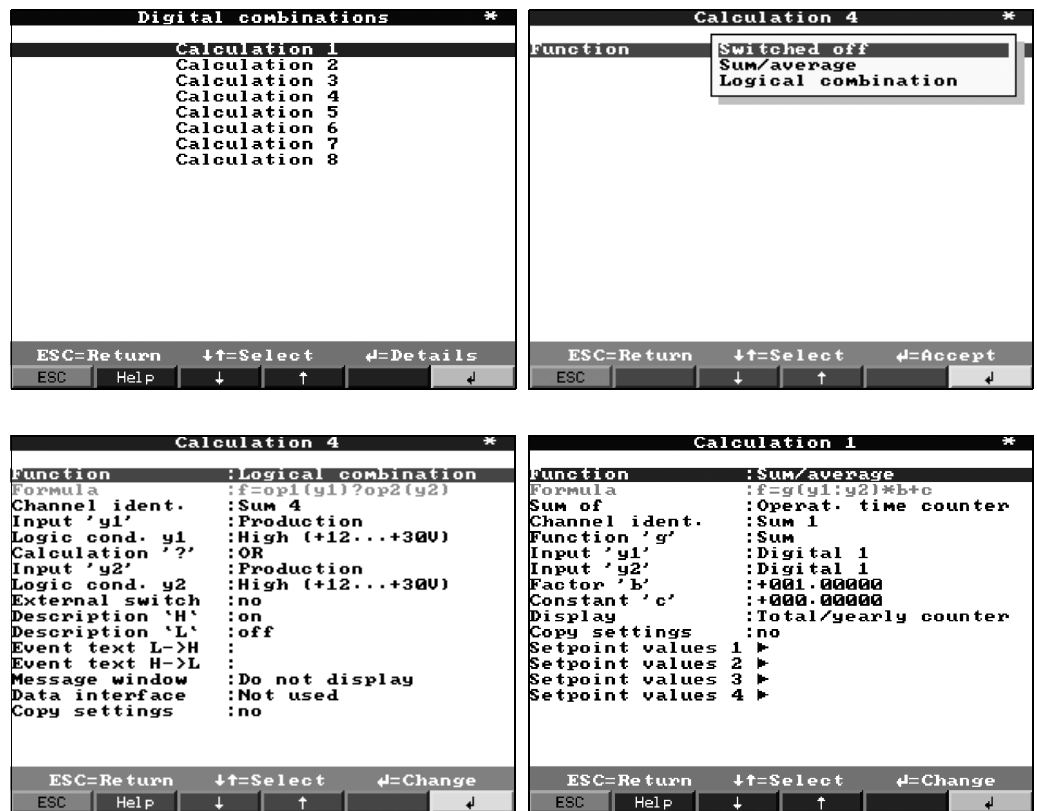 Digital combinations *
Calculation 1
Calculation 2
Calculation 3
Calculation 4
Calculation 5
Calculation 6
Calculation 7
Calculation 8
ESC=Return ↓↑=Select ↲=Details
ESC Help ↓ ↑ ↲
Calculation 4 *
Function Switched off
Sum/average
Logical combination
ESC=Return ↓↑=Select ↲=Accept
ESC ↓ ↑ ↲
Calculation 4 *
Function :Logical combination
Formula :f=op1(y1)?op2(y2)
Channel ident. :Sum 4
Input 'y1' :Production
Logic cond. y1 :High (+12...+30V)
Calculation '?' :OR
Input 'y2' :Production
Logic cond. y2 :High (+12...+30V)
External switch :no
Description `H` :on
Description `L` :off
Event text L->H :
Event text H->L :
Message window :Do not display
Data interface :Not used
Copy settings :no
ESC=Return ↓↑=Select ↲=Change
ESC Help ↓ ↑ ↲
Calculation 1 *
Function :Sum/average
Formula :f=g(y1:y2)*b+c
Sum of :Operat. time counter
Channel ident. :Sum 1
Function 'g' :Sum
Input 'y1' :Digital 1
Input 'y2' :Digital 1
Factor 'b' :+001.00000
Constant 'c' :+000.00000
Display :Total/yearly counter
Copy settings :no
Setpoint values 1 ►
Setpoint values 2 ►
Setpoint values 3 ►
Setpoint values 4 ►
ESC=Return ↓↑=Select ↲=Change
ESC Help ↓ ↑ ↲